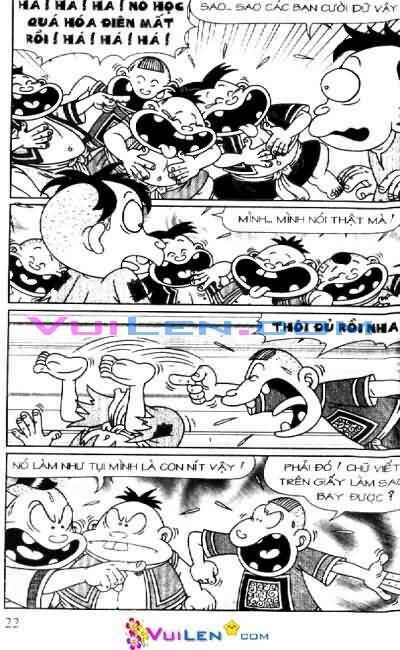 HA! HA! HA! NÓ HỌC
QUÁ HÓA ĐIÊN MẤT
RỒI! HÁ! HÁ! HÁ!
SAO.. SAO CÁC BẠN CƯỜI DỮ VẬY
MÌNH... MÌNH NÓI THẬT MÀ!
VUILEN.COM
THÔI ĐỦ RỒI NHA
NÓ LÀM NHƯ TỤI MÌNH LÀ CON NÍT VẬY!
PHẢI ĐÓ! CHỮ VIẾT
TRÊN GIẤY LÀM SAO
BAY ĐƯỢC?
22
VUILEN.COM